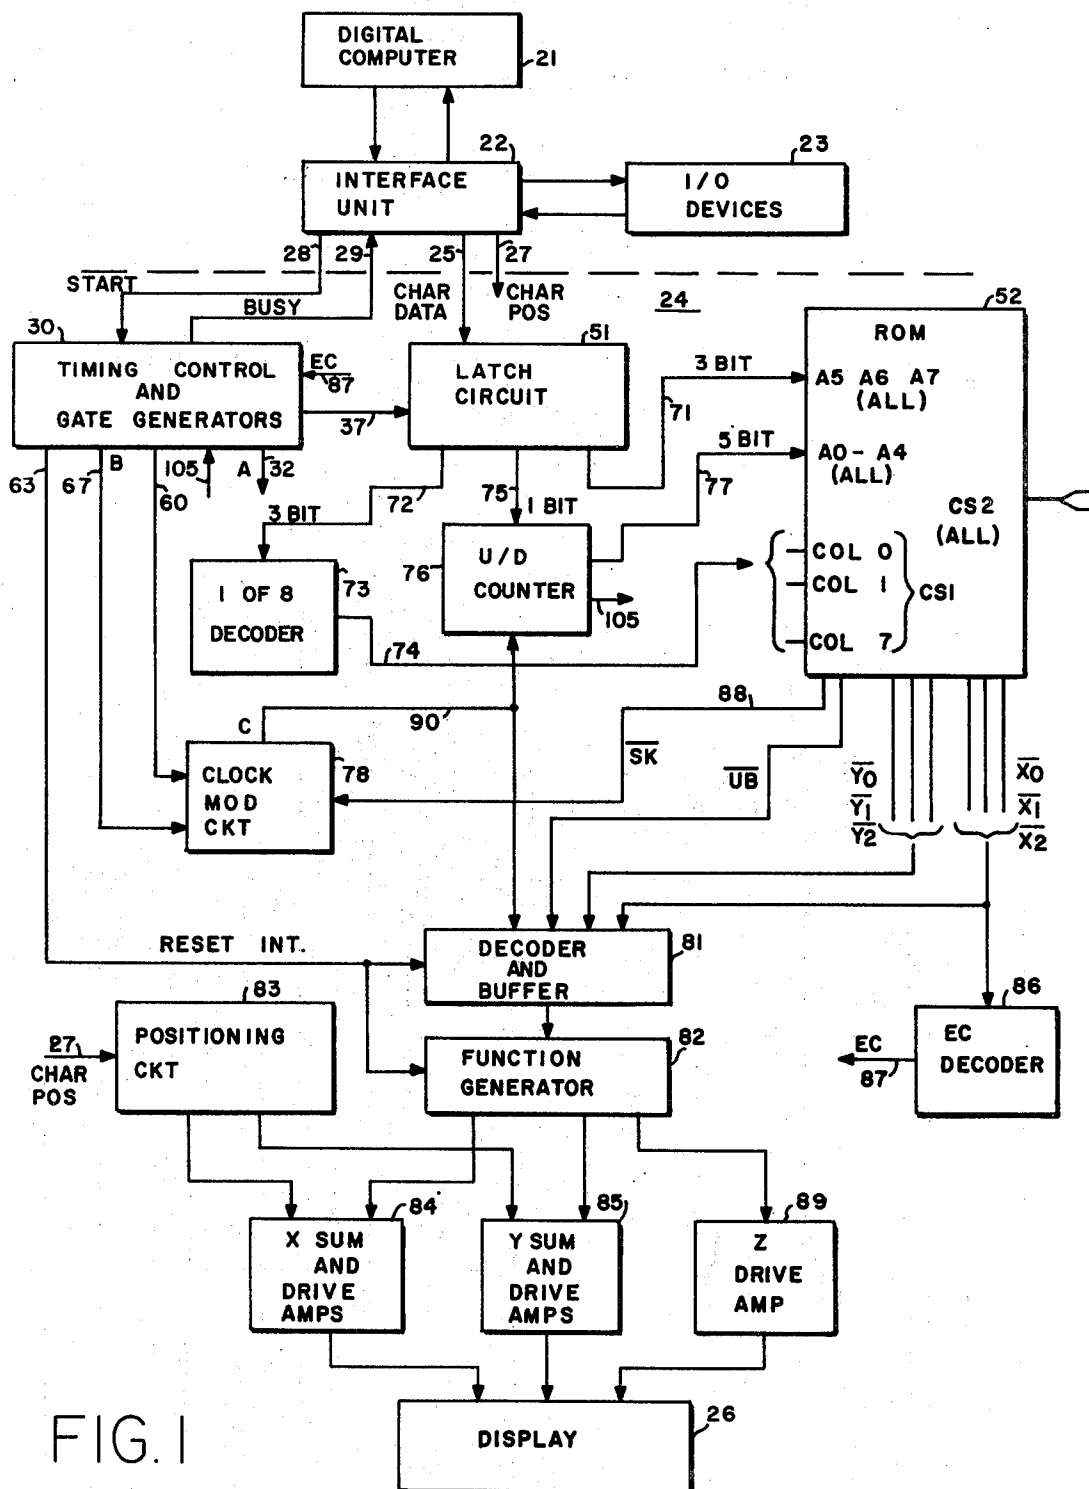 DIGITAL
COMPUTER
21
22
INTERFACE
UNIT
23
I/O
DEVICES
28
29
25
27
START
BUSY
CHAR
DATA
CHAR
POS
24
52
30
TIMING CONTROL
AND
GATE GENERATORS
EC
87
37
51
LATCH
CIRCUIT
3 BIT
71
5 BIT
77
ROM
A5 A6 A7
(ALL)
A0 - A4
(ALL)
CS2
(ALL)
COL 0
COL 1
COL 7
CS1
63
67
B
60
105
A
32
72
3 BIT
75
1 BIT
76
U/D
COUNTER
105
1 OF 8
DECODER
73
74
C
90
88
CLOCK
MOD
CKT
78
SK
UB
Y0
Y1
Y2
X0
X1
X2
RESET INT.
DECODER
AND
BUFFER
81
83
POSITIONING
CKT
27
CHAR
POS
FUNCTION
GENERATOR
82
86
EC
DECODER
EC
87
84
X SUM
AND
DRIVE
AMPS
85
Y SUM
AND
DRIVE
AMPS
89
Z
DRIVE
AMP
DISPLAY
26
FIG. 1